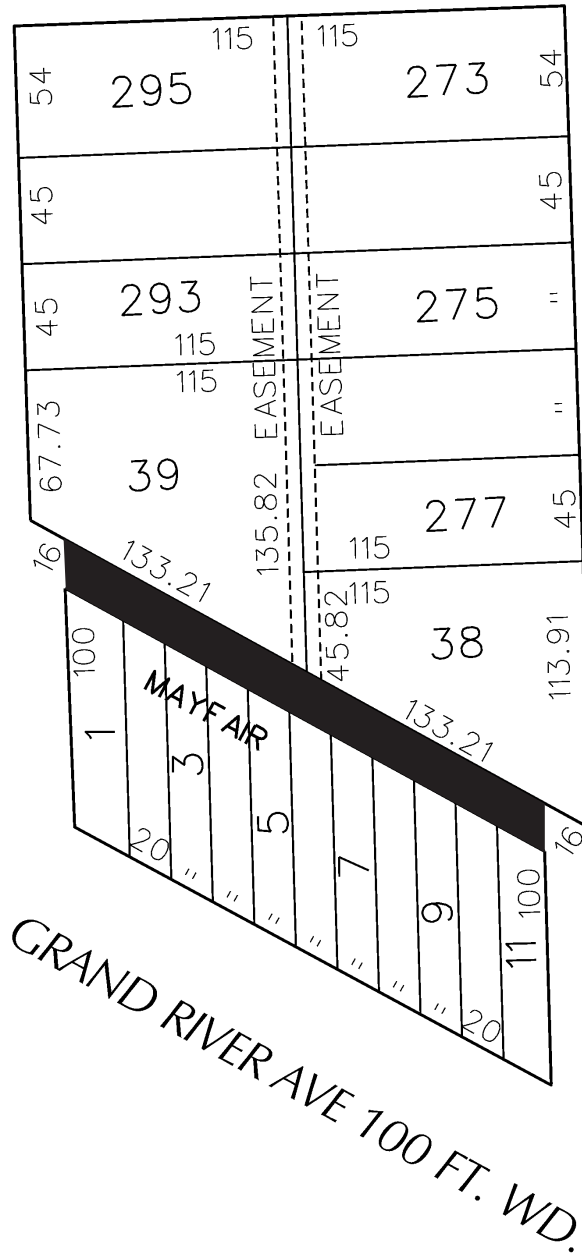 115 115
54 295 273 54
45 45
45 293 275 "
115
115
EASEMENT EASEMENT
67.73 39 "
135.82 277 45
115
16 133.21 115
45.82 38 113.91
100 1 MAYFAIR 133.21
3 5 7 9 11 100 16
20 " " " " " " " 20
GRAND RIVER AVE 100 FT. WD.